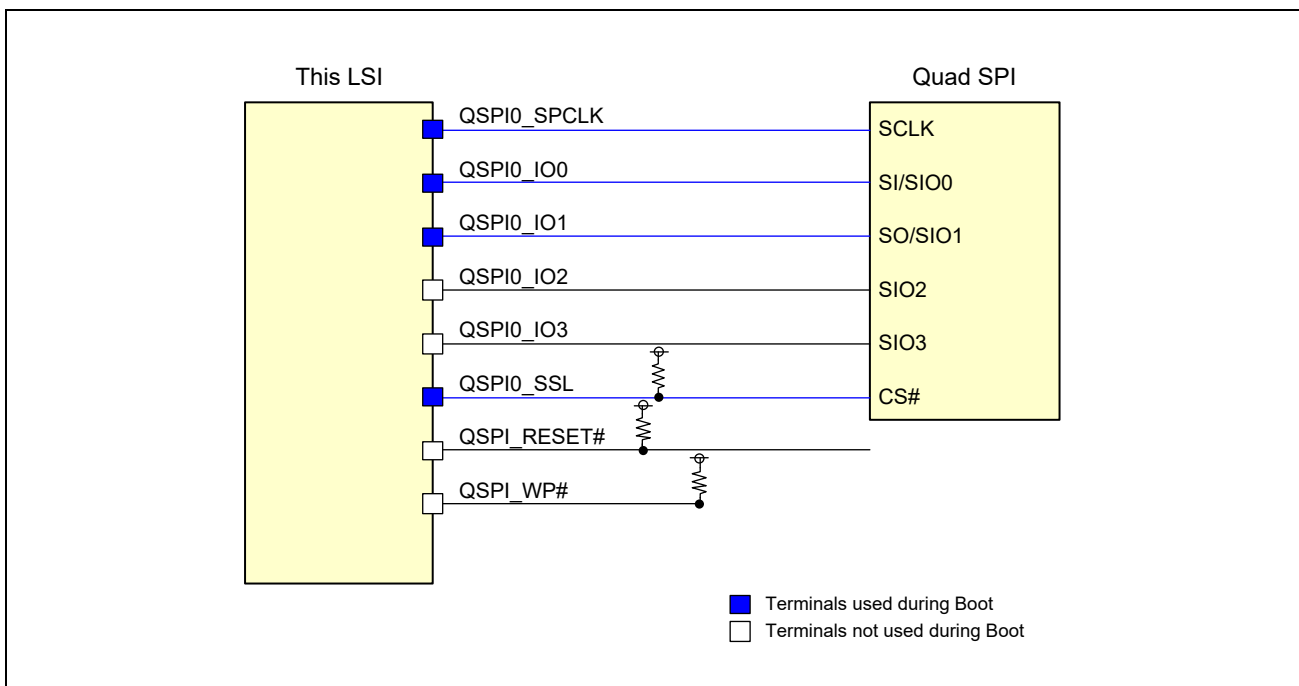 This LSI
Quad SPI
QSPI0_SPCLK
SCLK
QSPI0_IO0
SI/SIO0
QSPI0_IO1
SO/SIO1
QSPI0_IO2
SIO2
QSPI0_IO3
SIO3
QSPI0_SSL
CS#
QSPI_RESET#
QSPI_WP#
Terminals used during Boot
Terminals not used during Boot